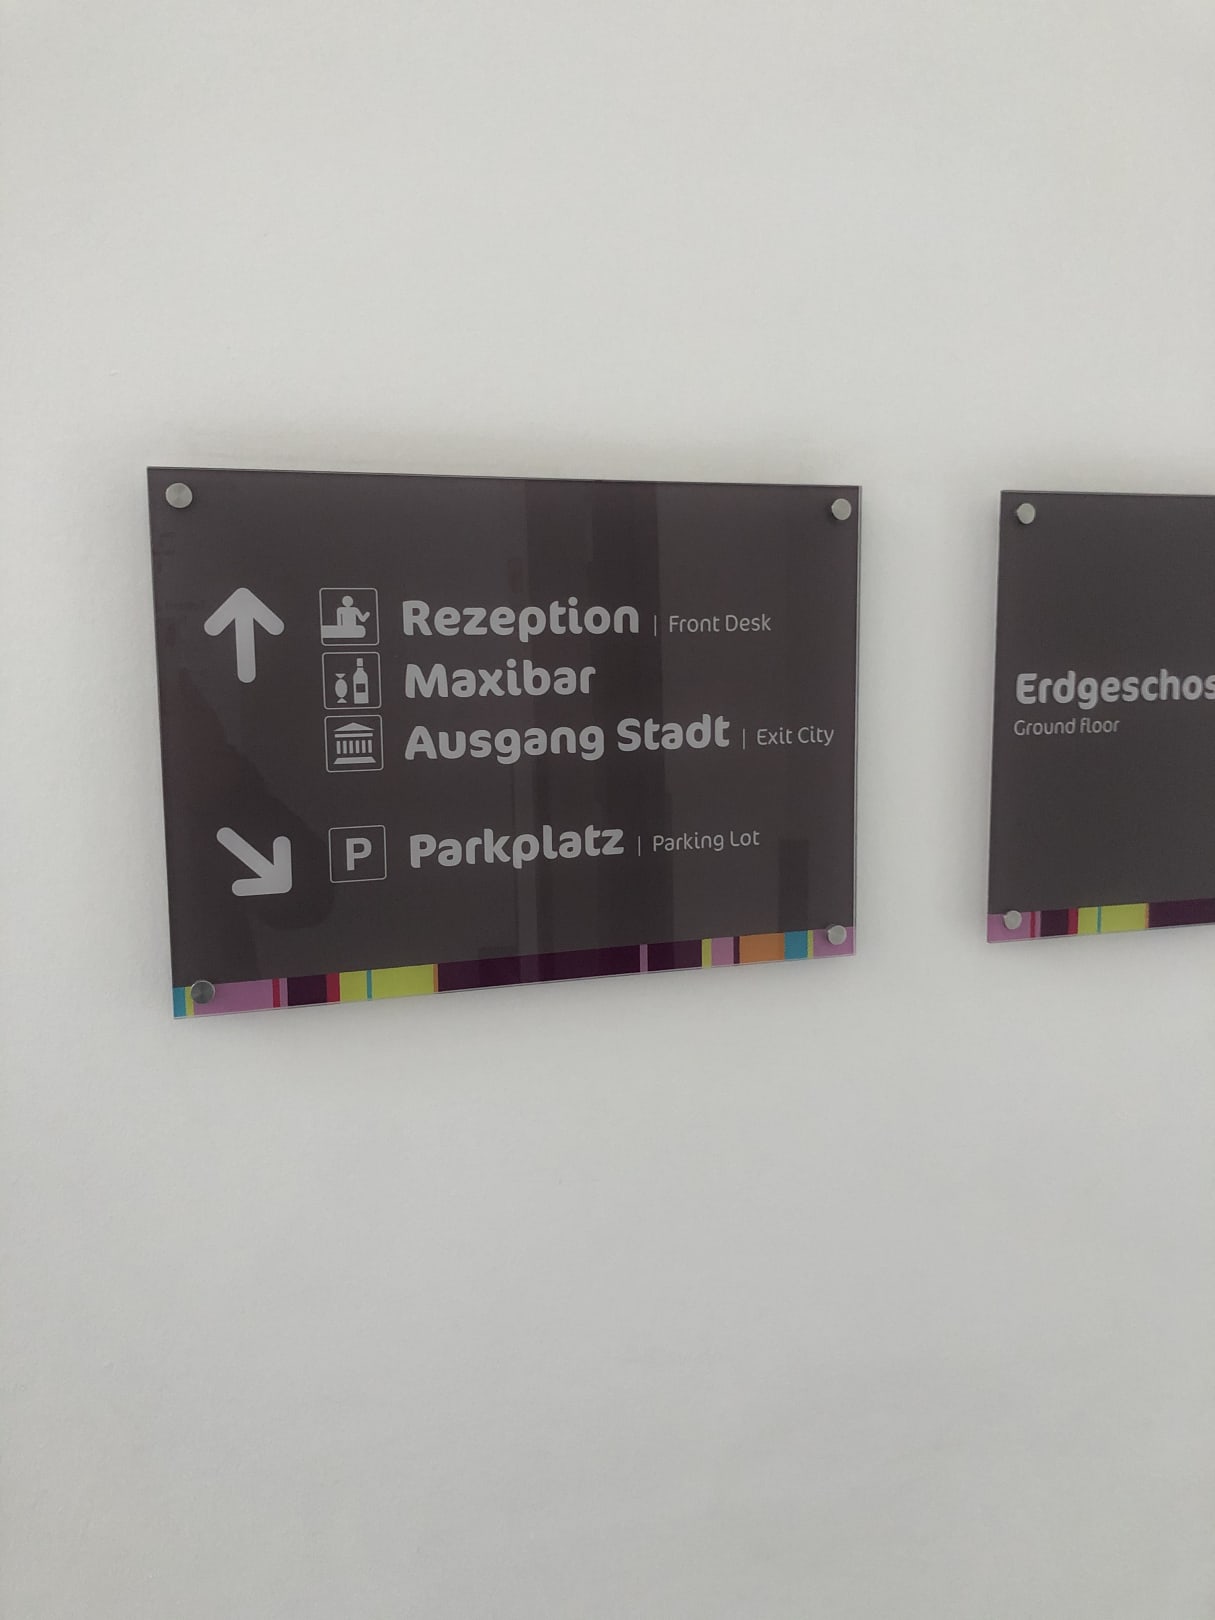 Rezeption | Front Desk
Maxibar
Ausgang Stadt | Exit City
P Parkplatz | Parking Lot
Erdgeschos
Ground floor